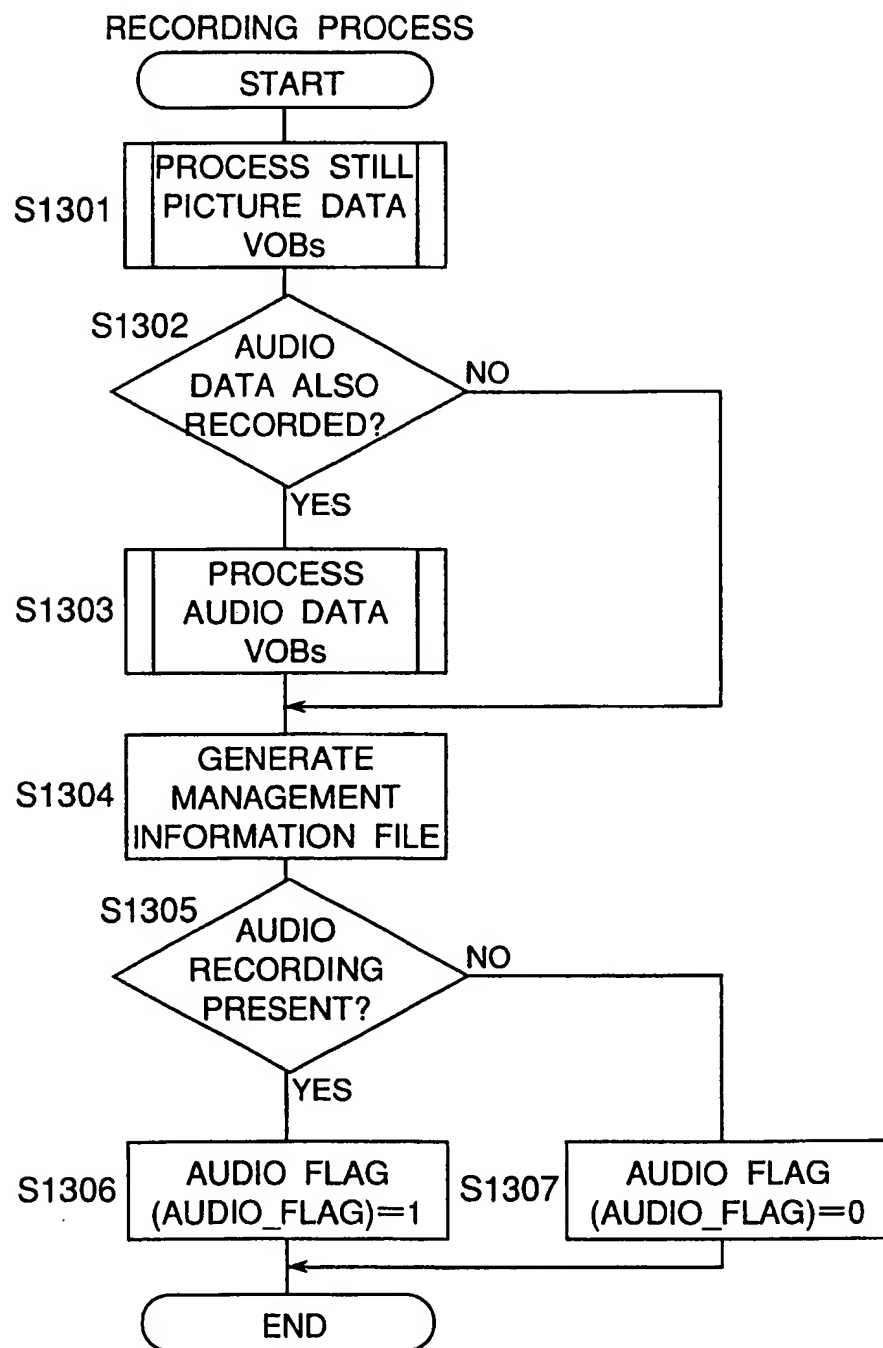 RECORDING PROCESS
START
S1301
PROCESS STILL
PICTURE DATA
VOBs
S1302
AUDIO
DATA ALSO
RECORDED?
NO
YES
S1303
PROCESS
AUDIO DATA
VOBs
S1304
GENERATE
MANAGEMENT
INFORMATION FILE
S1305
AUDIO
RECORDING
PRESENT?
NO
YES
S1306
AUDIO FLAG
(AUDIO_FLAG)=1
S1307
AUDIO FLAG
(AUDIO_FLAG)=0
END